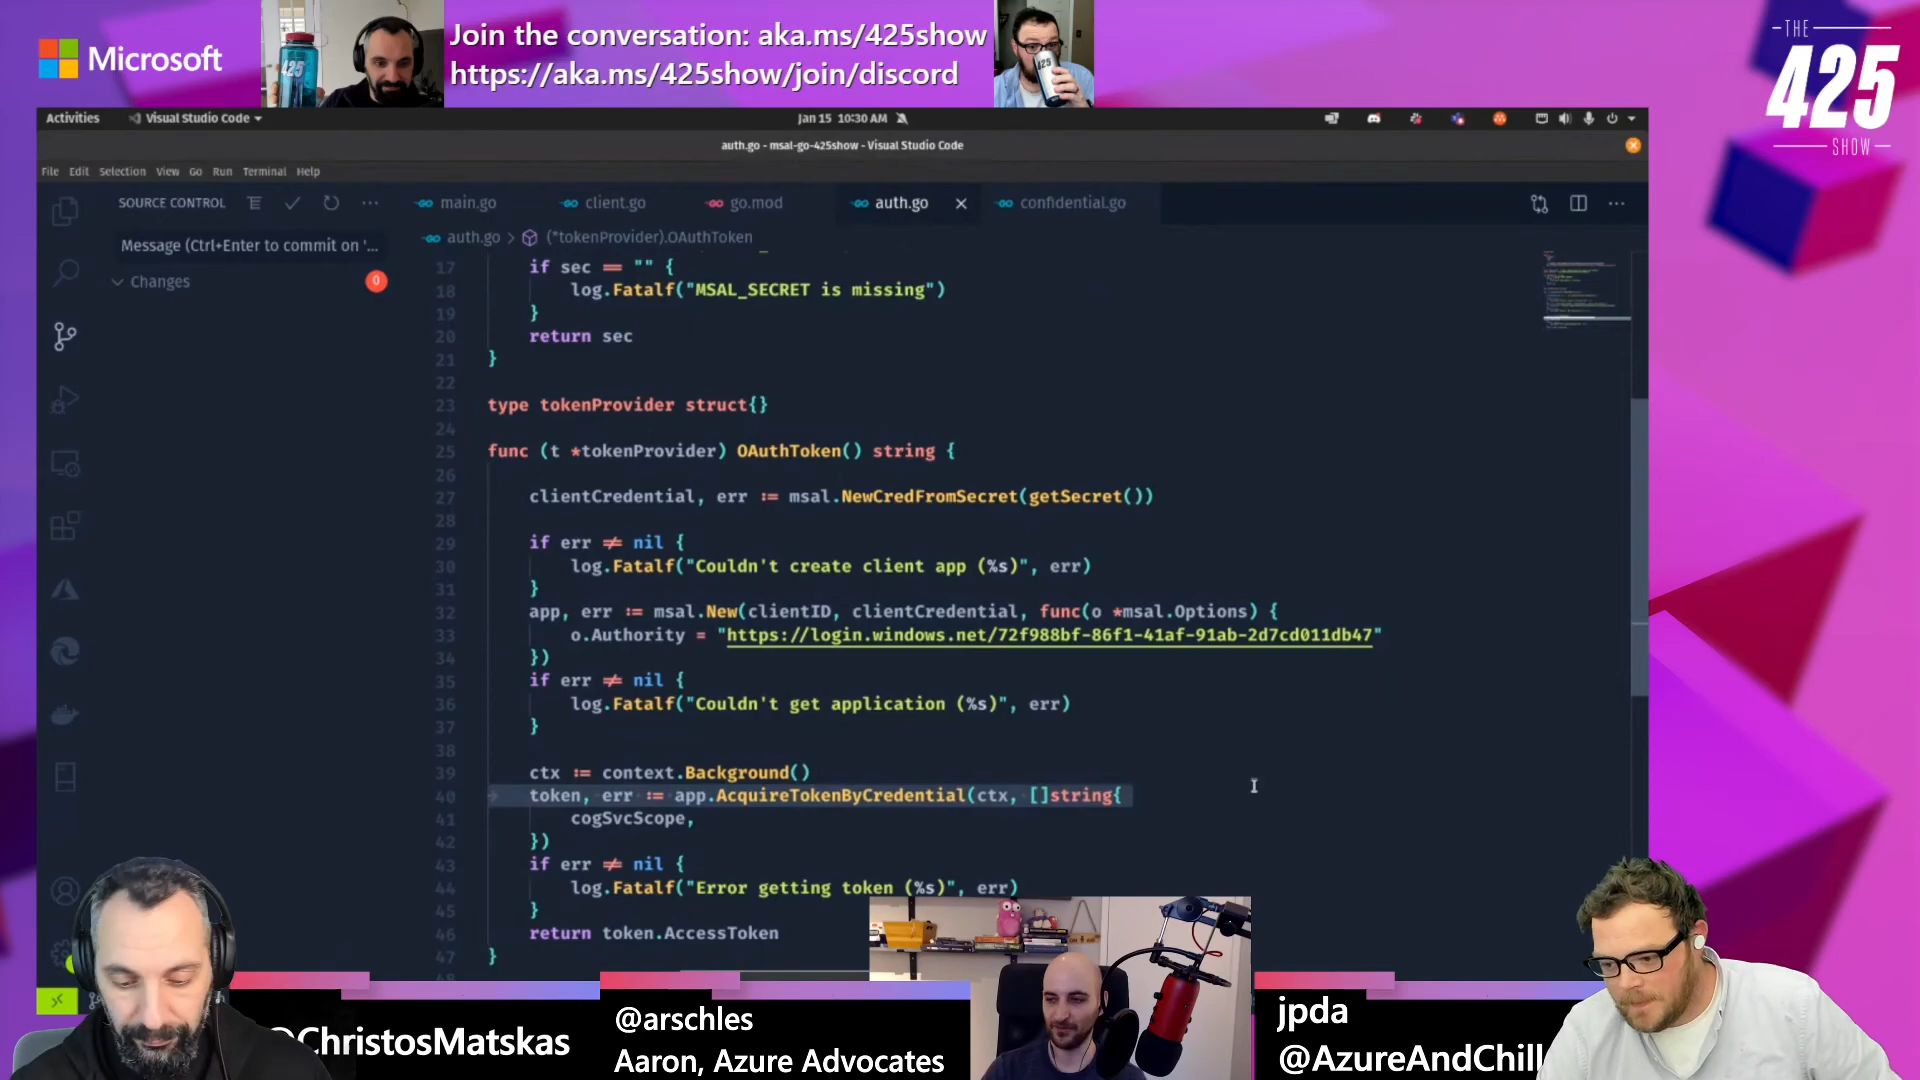 Microsoft
Join the conversation: aka.ms/425show
https://aka.ms/425show/join/discord
425
425
THE
425
SHOW
Activities
Visual Studio Code
Jan 15 10:30 AM
auth.go - msal-go-425show - Visual Studio Code
File Edit Selection View Go Run Terminal Help
SOURCE CONTROL
main.go
client.go
go.mod
auth.go
confidential.go
Message (Ctrl+Enter to commit on '...
auth.go > (*tokenProvider).OAuthToken
Changes
0
17 if sec == "" {
18 log.Fatalf("MSAL_SECRET is missing")
19 }
20 return sec
21 }
22
23 type tokenProvider struct{}
24
25 func (t *tokenProvider) OAuthToken() string {
26
27 clientCredential, err := msal.NewCredFromSecret(getSecret())
28
29 if err ≠ nil {
30 log.Fatalf("Couldn't create client app (%s)", err)
31 }
32 app, err := msal.New(clientID, clientCredential, func(o *msal.Options) {
33 o.Authority = "https://login.windows.net/72f988bf-86f1-41af-91ab-2d7cd011db47"
34 })
35 if err ≠ nil {
36 log.Fatalf("Couldn't get application (%s)", err)
37 }
38
39 ctx := context.Background()
40 token, err := app.AcquireTokenByCredential(ctx, []string{
41 cogSvcScope,
42 })
43 if err ≠ nil {
44 log.Fatalf("Error getting token (%s)", err)
45 }
46 return token.AccessToken
47 }
@ChristosMatskas
@arschles
Aaron, Azure Advocates
jpda
@AzureAndChill